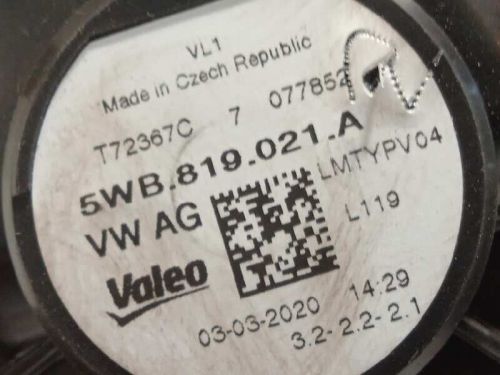 VL1
Made in Czech Republic
T72367C 7 077852
5WB.819.021.A
LMTYPV04
VW AG
L119
Valeo
03-03-2020 14:29
3.2- 2.2- 2.1